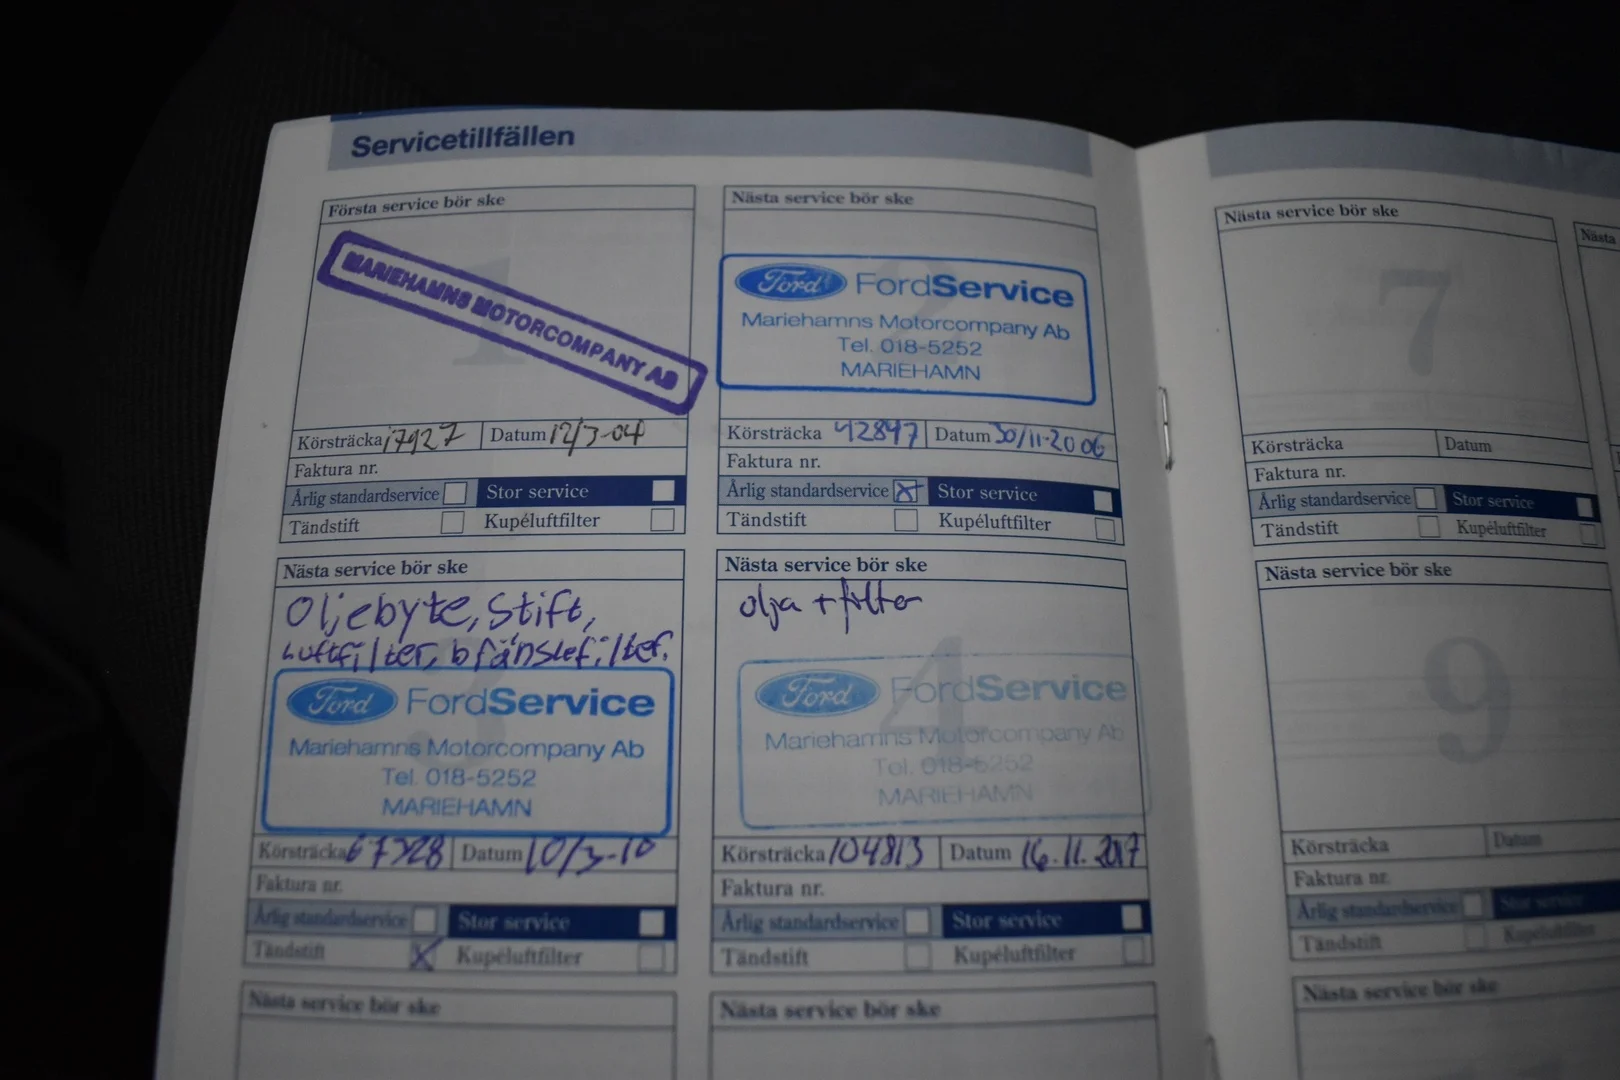 Servicetillfällen
Första service bör ske
1
MARIEHAMNS MOTORCOMPANY AB
Körsträcka 17927 Datum 12/3-04
Faktura nr.
Årlig standardservice Stor service
Tändstift Kupéluftfilter
Nästa service bör ske
2
Ford FordService
Mariehamns Motorcompany Ab
Tel. 018-5252
MARIEHAMN
Körsträcka 42897 Datum 30/11-2006
Faktura nr.
Årlig standardservice X Stor service
Tändstift Kupéluftfilter
Nästa service bör ske
Oljebyte, Stift,
Luftfilter, bränslefilter.
3
Ford FordService
Mariehamns Motorcompany Ab
Tel. 018-5252
MARIEHAMN
Körsträcka 67328 Datum 10/3-10
Faktura nr.
Årlig standardservice Stor service
Tändstift X Kupéluftfilter
Nästa service bör ske
olja + filter
4
Ford FordService
Mariehamns Motorcompany Ab
Tel. 018-5252
MARIEHAMN
Körsträcka 104813 Datum 16.11.2017
Faktura nr.
Årlig standardservice Stor service
Tändstift Kupéluftfilter
Nästa service bör ske
Nästa service bör ske
Nästa service bör ske
7
Körsträcka Datum
Faktura nr.
Årlig standardservice Stor service
Tändstift Kupéluftfilter
Nästa
Nästa service bör ske
9
Körsträcka Datum
Faktura nr.
Årlig standardservice Stor service
Tändstift Kupéluftfilter
Nästa service bör ske